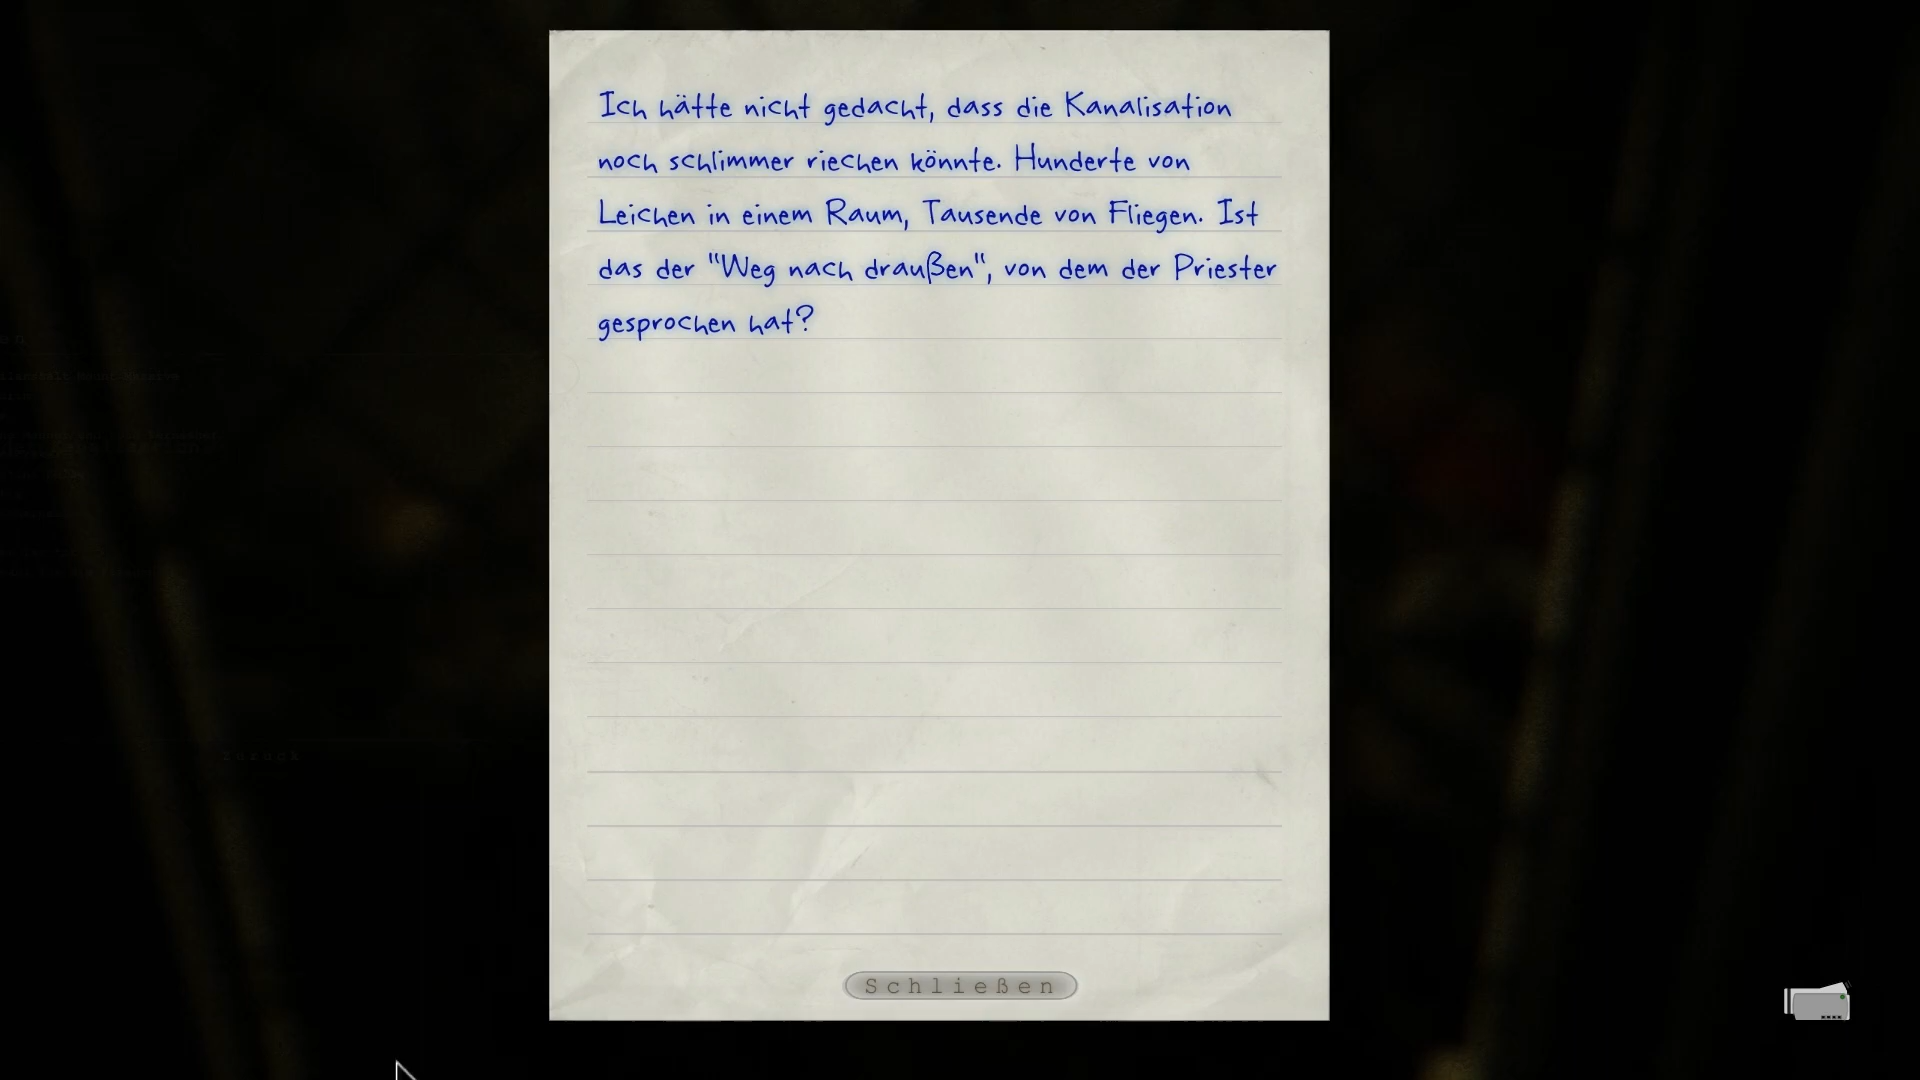 Ich hätte nicht gedacht, dass die Kanalisation
noch schlimmer riechen könnte. Hunderte von
Leichen in einem Raum, Tausende von Fliegen. Ist
das der "Weg nach draußen", von dem der Priester
gesprochen hat?
Zurück
Schließen